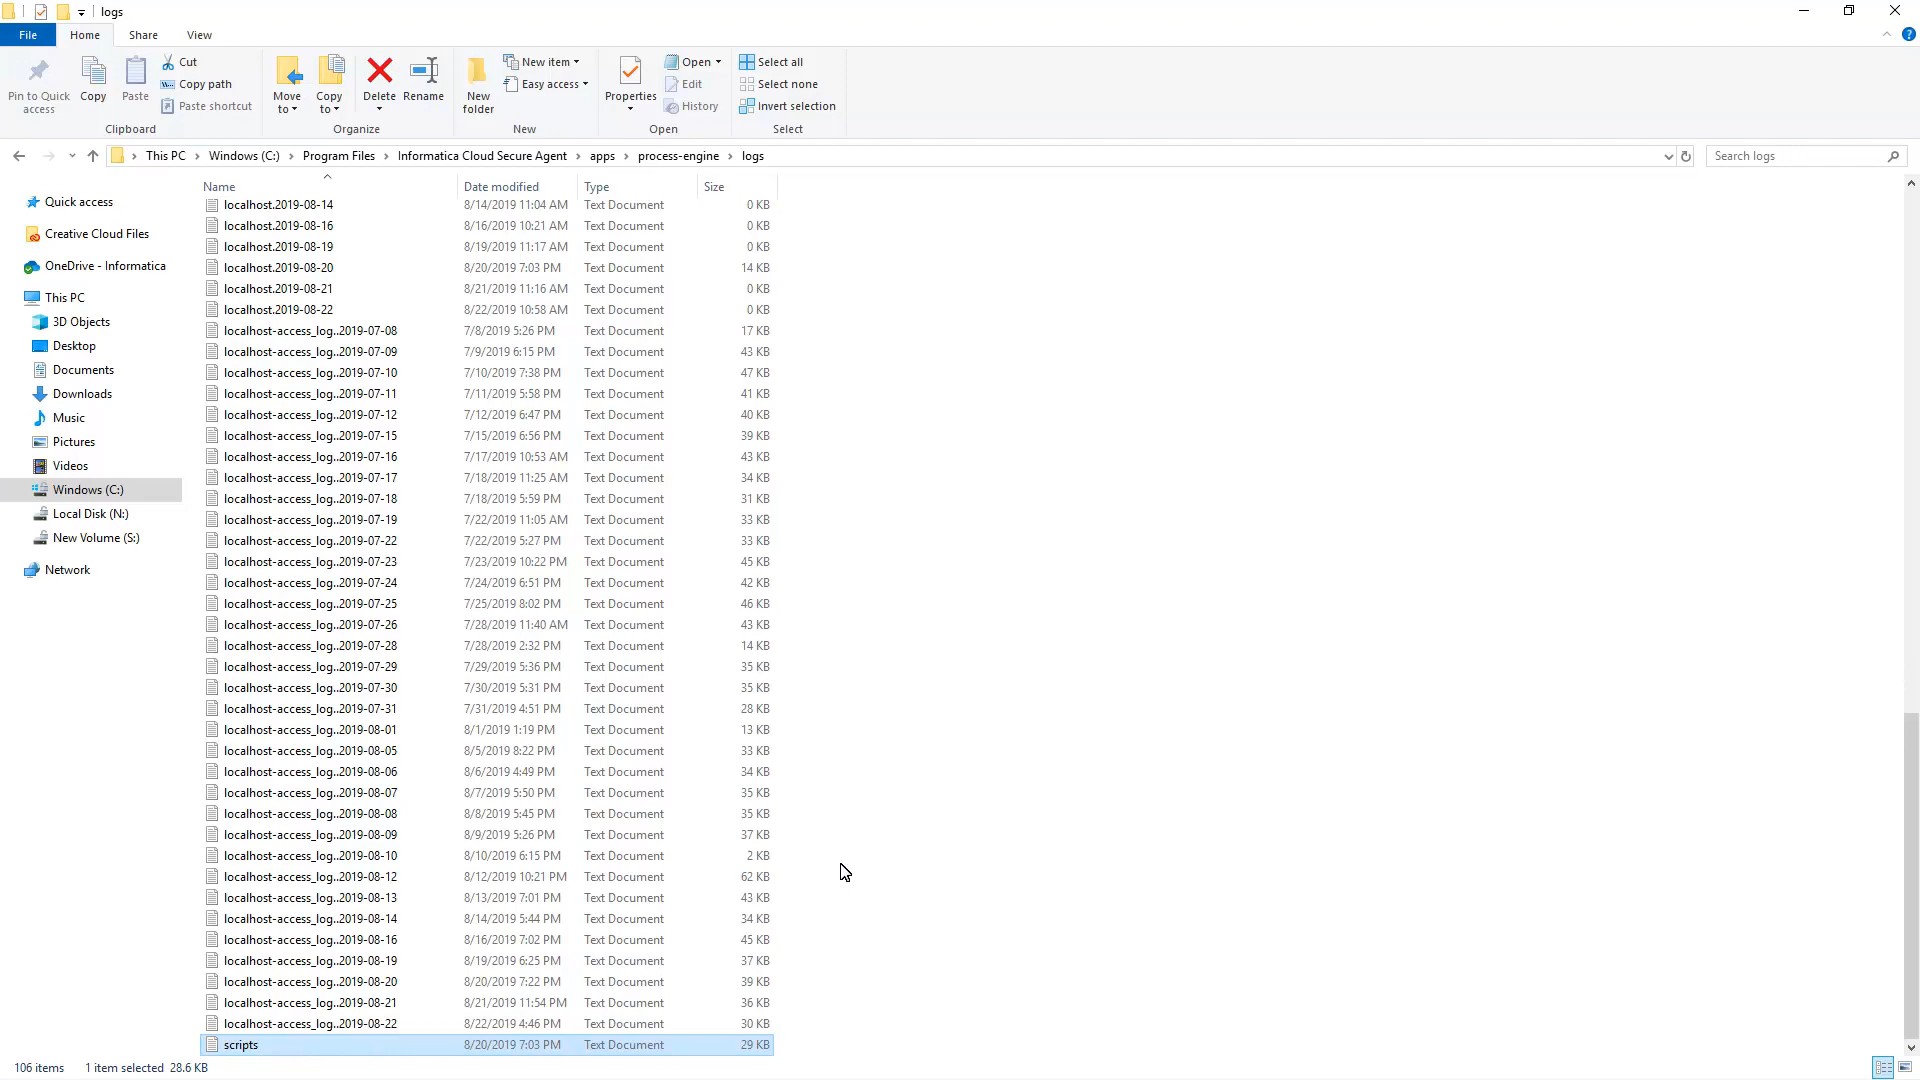 logs
File Home Share View
Pin to Quick access
Copy
Paste
Cut
Copy path
Paste shortcut
Clipboard
Move to
Copy to
Delete
Rename
Organize
New folder
New item
Easy access
New
Properties
Open
Edit
History
Open
Select all
Select none
Invert selection
Select
This PC › Windows (C:) › Program Files › Informatica Cloud Secure Agent › apps › process-engine › logs
Search logs
Quick access
Creative Cloud Files
OneDrive - Informatica
This PC
3D Objects
Desktop
Documents
Downloads
Music
Pictures
Videos
Windows (C:)
Local Disk (N:)
New Volume (S:)
Network
Name Date modified Type Size
localhost.2019-08-14 8/14/2019 11:04 AM Text Document 0 KB
localhost.2019-08-16 8/16/2019 10:21 AM Text Document 0 KB
localhost.2019-08-19 8/19/2019 11:17 AM Text Document 0 KB
localhost.2019-08-20 8/20/2019 7:03 PM Text Document 14 KB
localhost.2019-08-21 8/21/2019 11:16 AM Text Document 0 KB
localhost.2019-08-22 8/22/2019 10:58 AM Text Document 0 KB
localhost-access_log..2019-07-08 7/8/2019 5:26 PM Text Document 17 KB
localhost-access_log..2019-07-09 7/9/2019 6:15 PM Text Document 43 KB
localhost-access_log..2019-07-10 7/10/2019 7:38 PM Text Document 47 KB
localhost-access_log..2019-07-11 7/11/2019 5:58 PM Text Document 41 KB
localhost-access_log..2019-07-12 7/12/2019 6:47 PM Text Document 40 KB
localhost-access_log..2019-07-15 7/15/2019 6:56 PM Text Document 39 KB
localhost-access_log..2019-07-16 7/17/2019 10:53 AM Text Document 43 KB
localhost-access_log..2019-07-17 7/18/2019 11:25 AM Text Document 34 KB
localhost-access_log..2019-07-18 7/18/2019 5:59 PM Text Document 31 KB
localhost-access_log..2019-07-19 7/22/2019 11:05 AM Text Document 33 KB
localhost-access_log..2019-07-22 7/22/2019 5:27 PM Text Document 33 KB
localhost-access_log..2019-07-23 7/23/2019 10:22 PM Text Document 45 KB
localhost-access_log..2019-07-24 7/24/2019 6:51 PM Text Document 42 KB
localhost-access_log..2019-07-25 7/25/2019 8:02 PM Text Document 46 KB
localhost-access_log..2019-07-26 7/28/2019 11:40 AM Text Document 43 KB
localhost-access_log..2019-07-28 7/28/2019 2:32 PM Text Document 14 KB
localhost-access_log..2019-07-29 7/29/2019 5:36 PM Text Document 35 KB
localhost-access_log..2019-07-30 7/30/2019 5:31 PM Text Document 35 KB
localhost-access_log..2019-07-31 7/31/2019 4:51 PM Text Document 28 KB
localhost-access_log..2019-08-01 8/1/2019 1:19 PM Text Document 13 KB
localhost-access_log..2019-08-05 8/5/2019 8:22 PM Text Document 33 KB
localhost-access_log..2019-08-06 8/6/2019 4:49 PM Text Document 34 KB
localhost-access_log..2019-08-07 8/7/2019 5:50 PM Text Document 35 KB
localhost-access_log..2019-08-08 8/8/2019 5:45 PM Text Document 35 KB
localhost-access_log..2019-08-09 8/9/2019 5:26 PM Text Document 37 KB
localhost-access_log..2019-08-10 8/10/2019 6:15 PM Text Document 2 KB
localhost-access_log..2019-08-12 8/12/2019 10:21 PM Text Document 62 KB
localhost-access_log..2019-08-13 8/13/2019 7:01 PM Text Document 43 KB
localhost-access_log..2019-08-14 8/14/2019 5:44 PM Text Document 34 KB
localhost-access_log..2019-08-16 8/16/2019 7:02 PM Text Document 45 KB
localhost-access_log..2019-08-19 8/19/2019 6:25 PM Text Document 37 KB
localhost-access_log..2019-08-20 8/20/2019 7:22 PM Text Document 39 KB
localhost-access_log..2019-08-21 8/21/2019 11:54 PM Text Document 36 KB
localhost-access_log..2019-08-22 8/22/2019 4:46 PM Text Document 30 KB
scripts 8/20/2019 7:03 PM Text Document 29 KB
106 items 1 item selected 28.6 KB